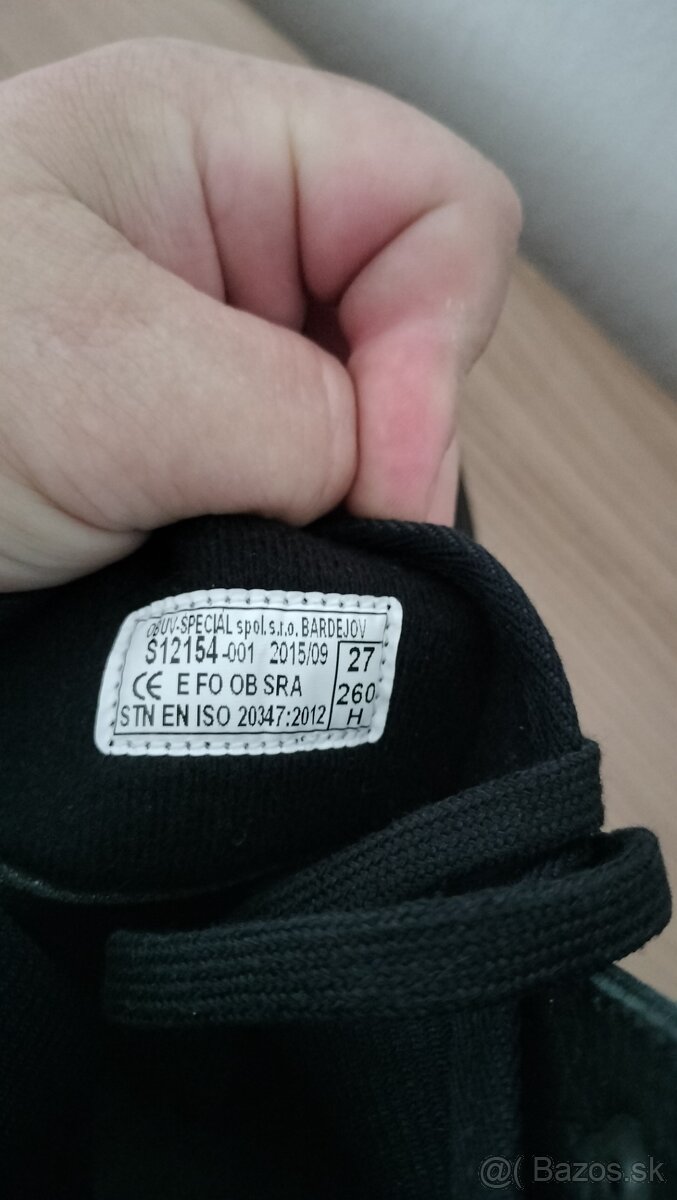 OBUV-SPECIAL spol.s.r.o. BARDEJOV
S12154-001 2015/09
CE E FO OB SRA
STN EN ISO 20347:2012
27
260
H
@( Bazos.sk